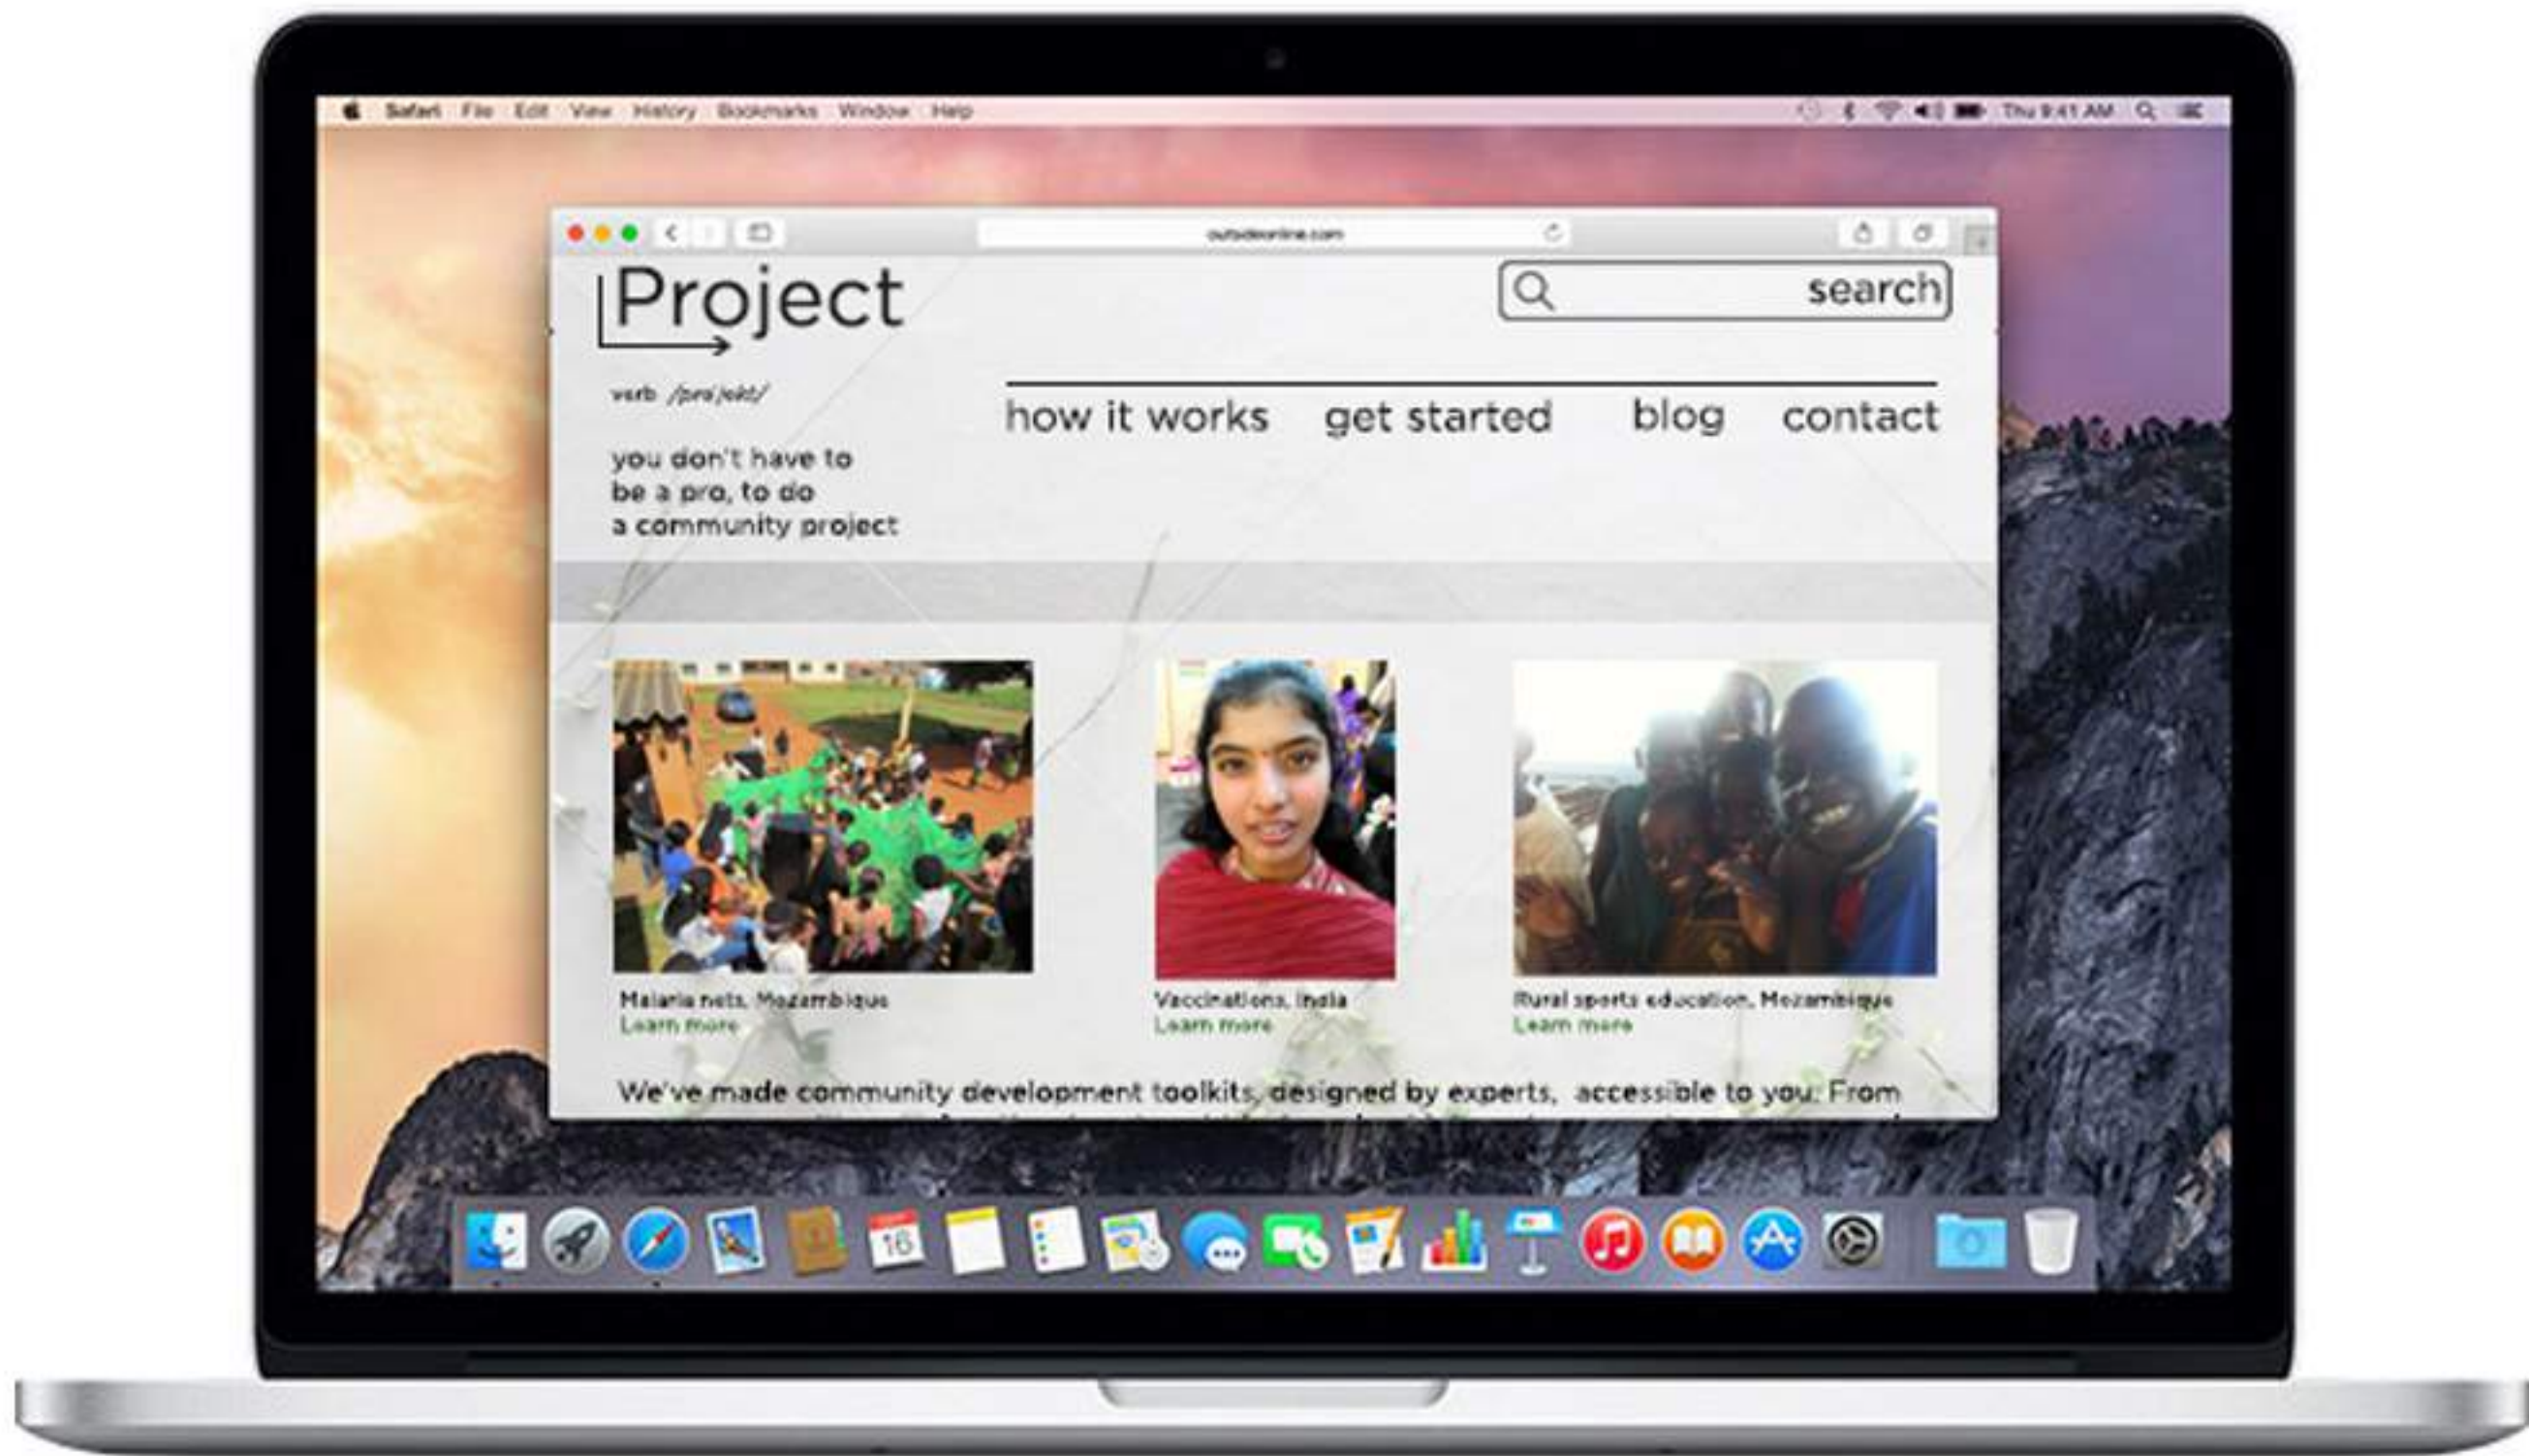 Safari File Edit View History Bookmarks Window Help
Thu 9:41 AM
outsideonline.com
Project
search
verb /prəˈjekt/
how it works get started blog contact
you don't have to
be a pro, to do
a community project
Malaria nets, Mozambique
Learn more
Vaccinations, India
Learn more
Rural sports education, Mozambique
Learn more
We've made community development toolkits, designed by experts, accessible to you. From
16